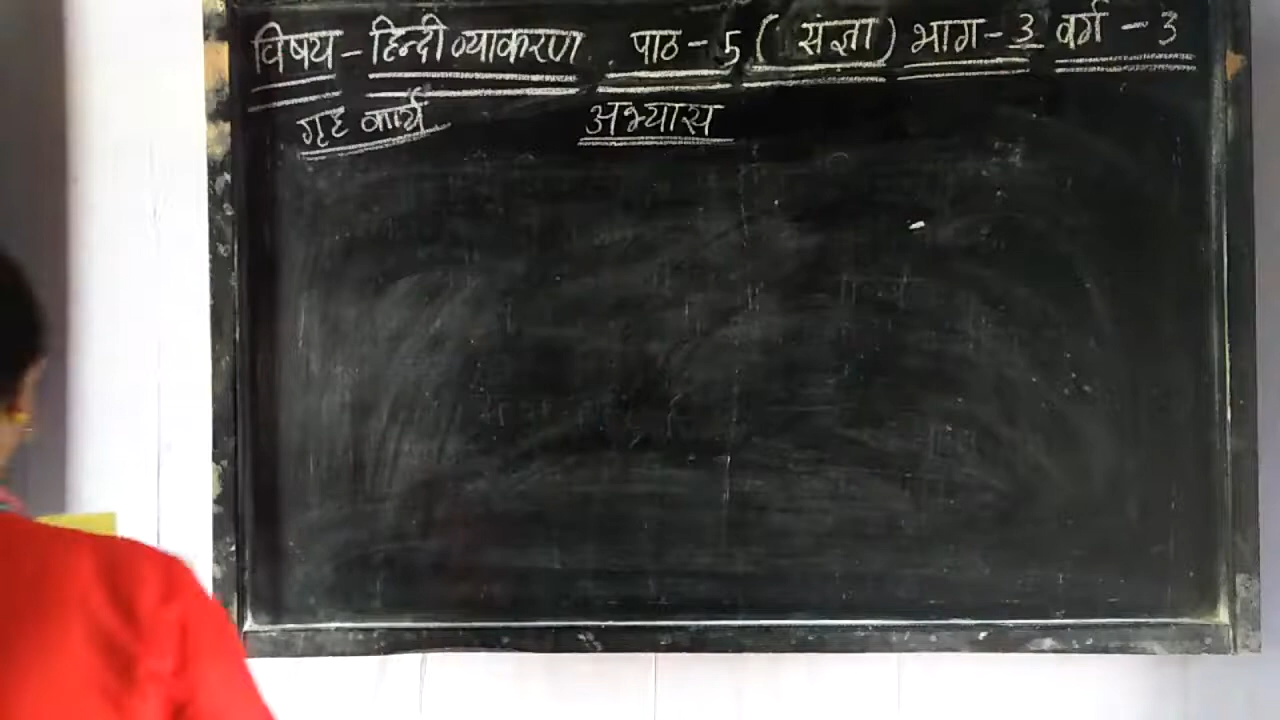 विषय - हिन्दी व्याकरण पाठ - 5 ( संज्ञा ) भाग - 3 वर्ग - 3
गृह कार्य अभ्यास